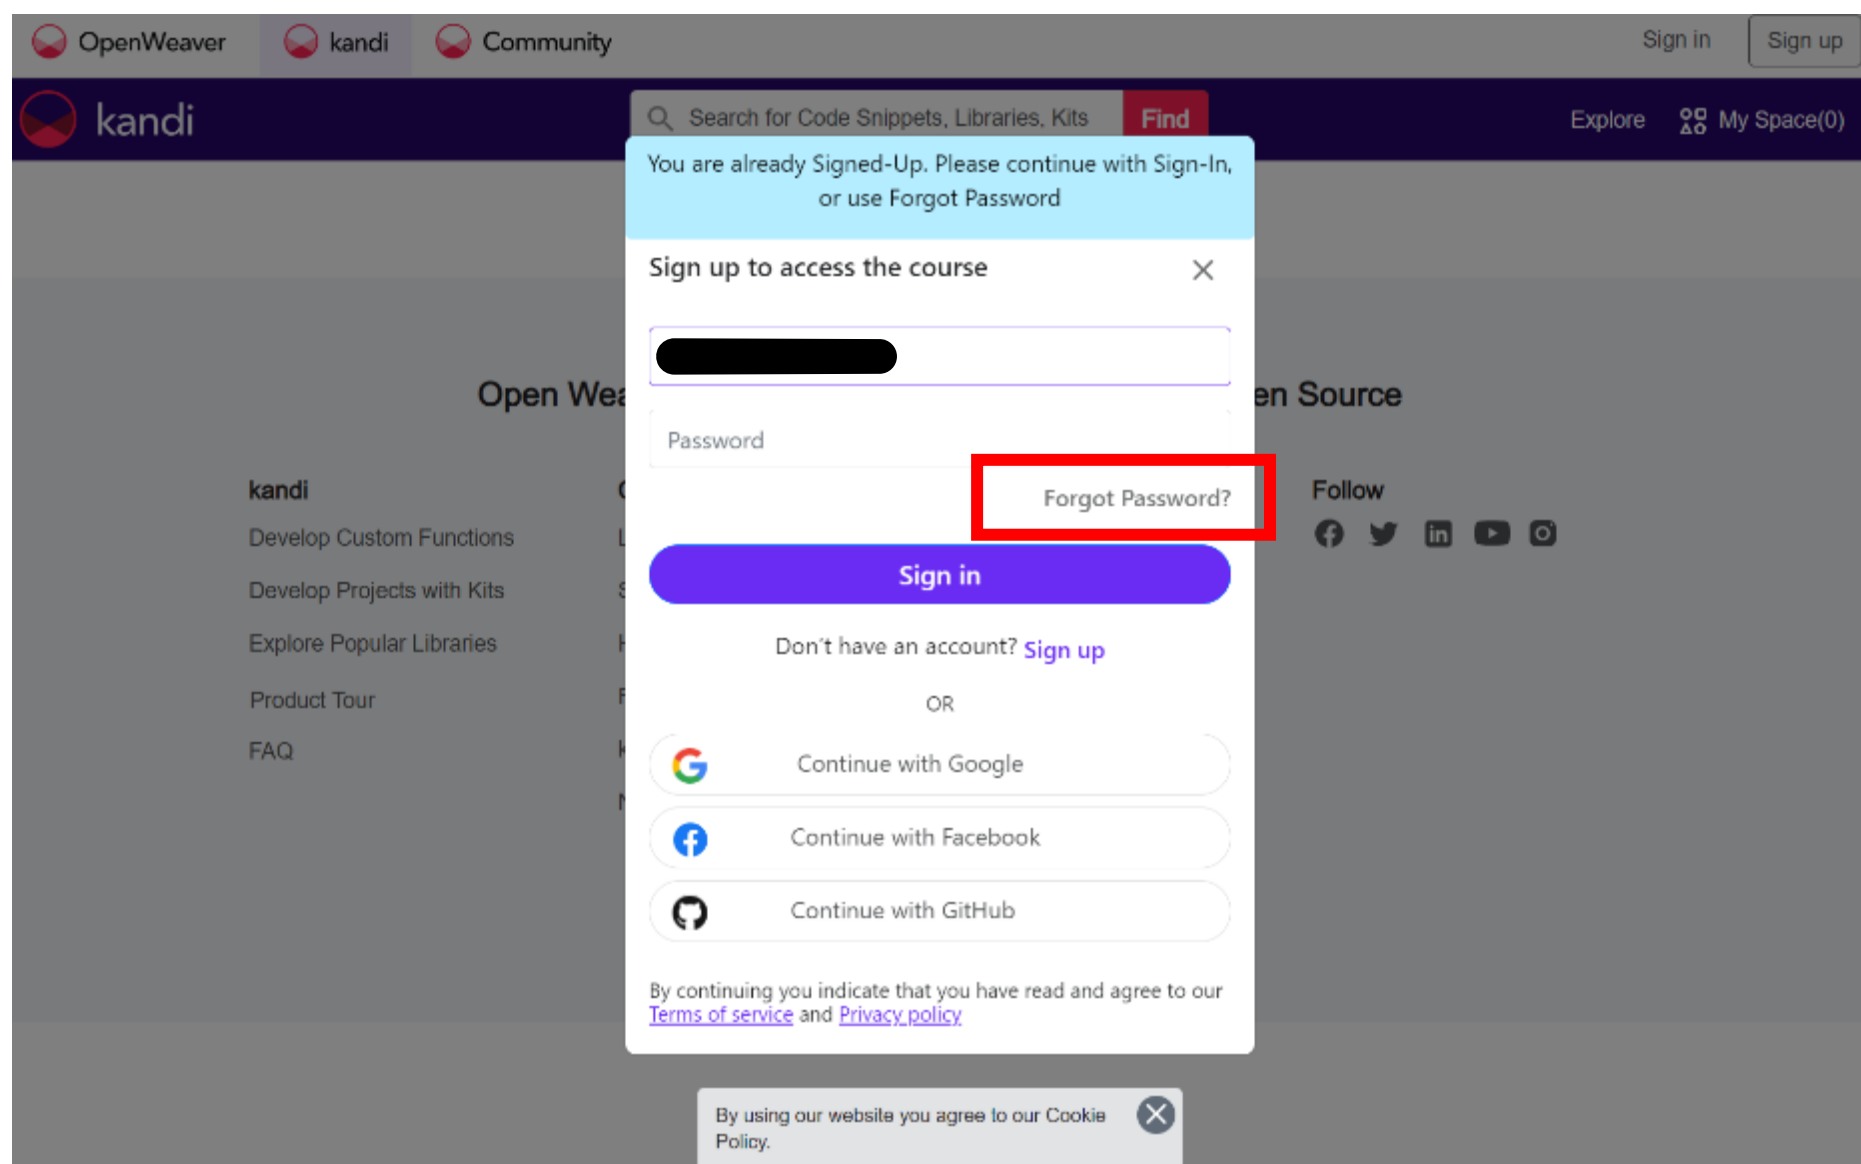 OpenWeaver
kandi
Community
Sign in
Sign up
kandi
Search for Code Snippets, Libraries, Kits
Find
Explore
My Space(0)
You are already Signed-Up. Please continue with Sign-In,
or use Forgot Password
Sign up to access the course
Open
en Source
Password
Forgot Password?
kandi
Follow
Develop Custom Functions
Sign in
Develop Projects with Kits
Don't have an account? Sign up
Explore Popular Libraries
OR
Product Tour
FAQ
Continue with Google
Continue with Facebook
Continue with GitHub
By continuing you indicate that you have read and agree to our
Terms of service and Privacy policy
By using our website you agree to our Cookie
Policy.